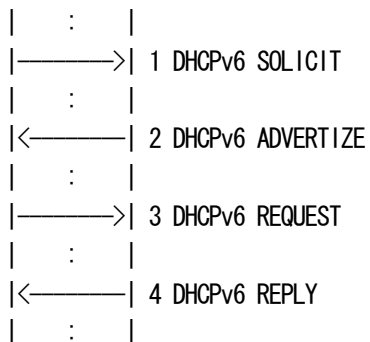 |    :    |
|-------->| 1 DHCPv6 SOLICIT
|    :    |
|<--------| 2 DHCPv6 ADVERTIZE
|    :    |
|-------->| 3 DHCPv6 REQUEST
|    :    |
|<--------| 4 DHCPv6 REPLY
|    :    |